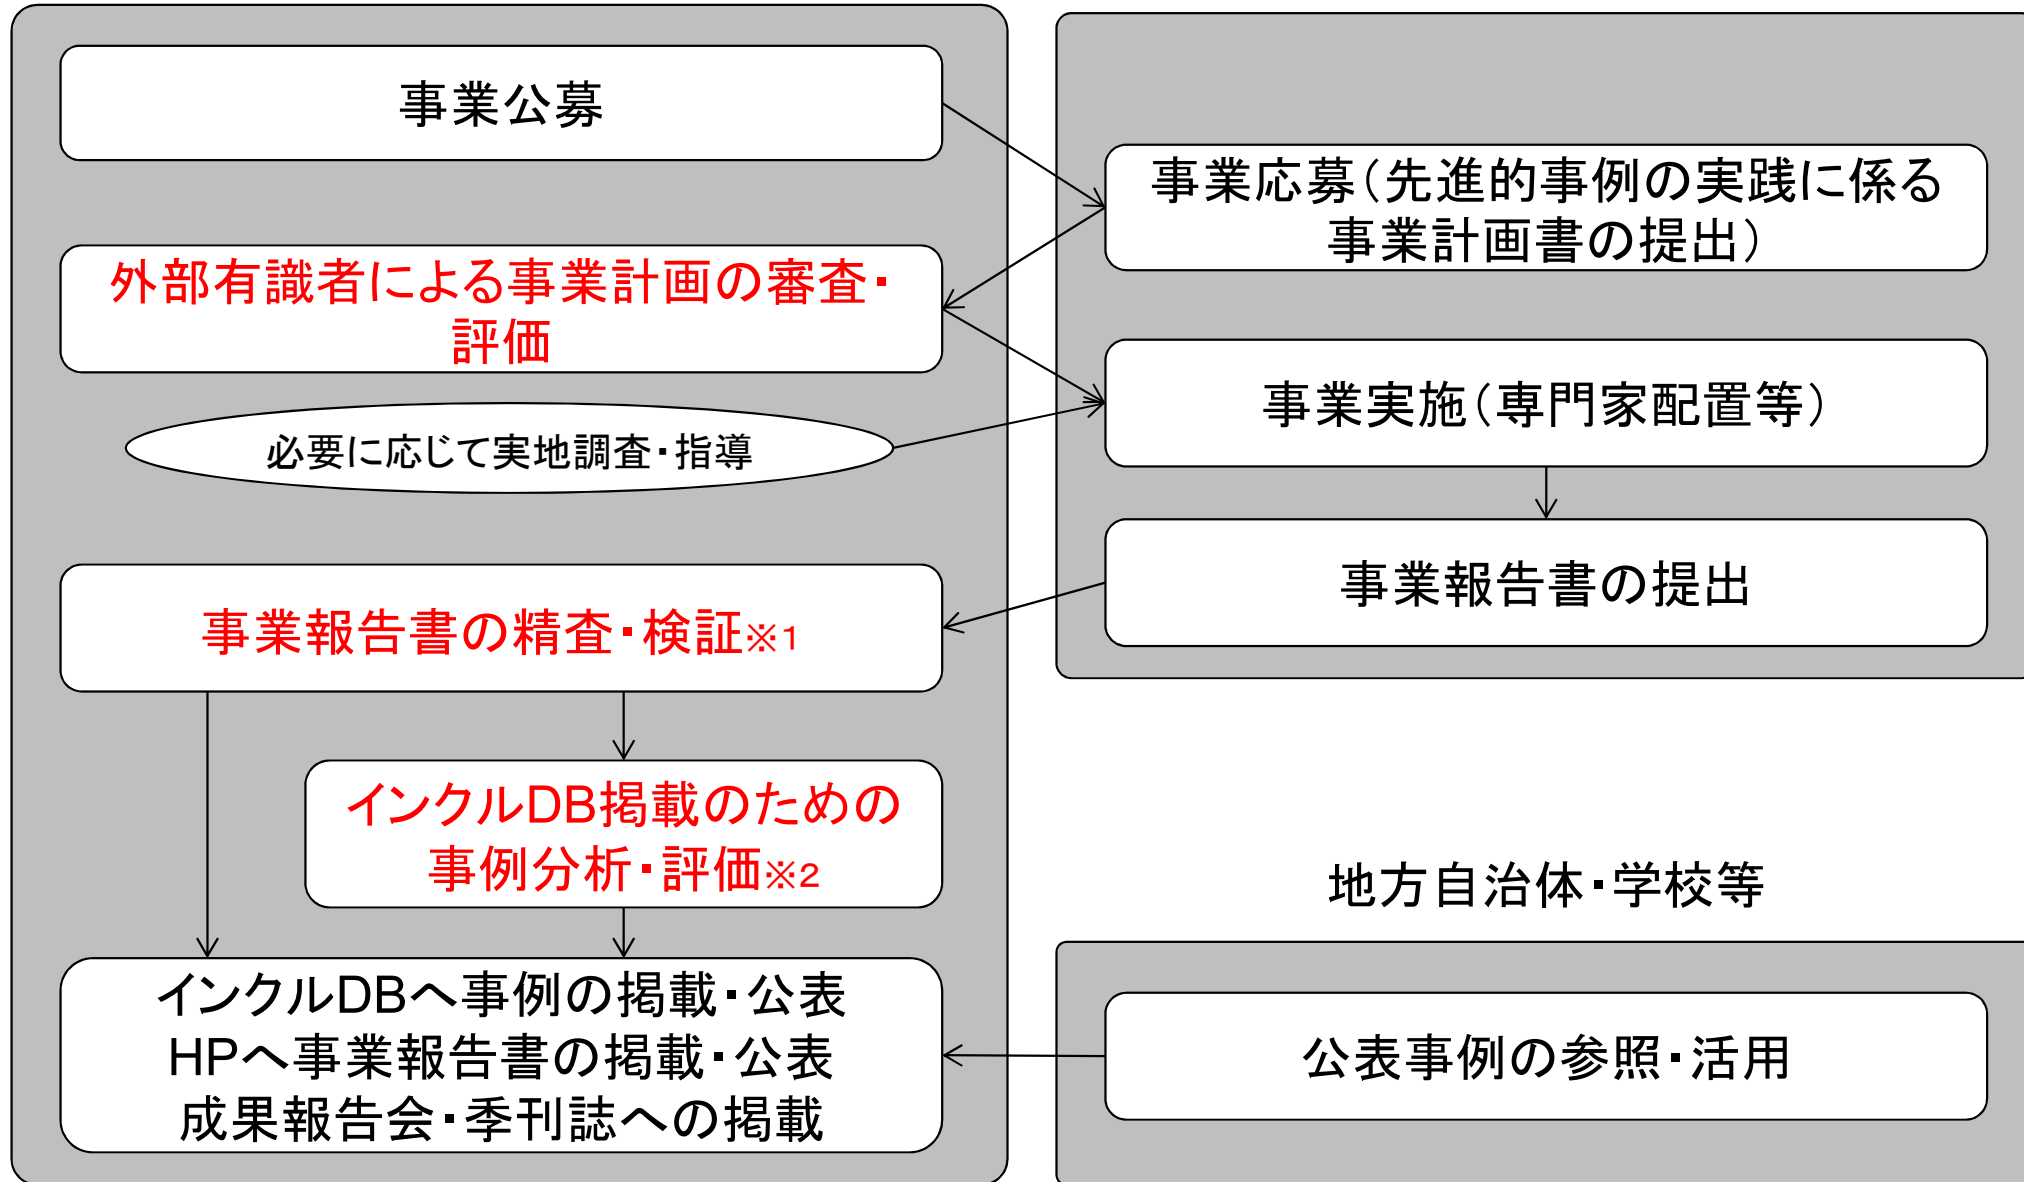 事業公募
事業応募(先進的事例の実践に係る
事業計画書の提出)
外部有識者による事業計画の審査・
評価
事業実施(専門家配置等)
必要に応じて実地調査・指導
事業報告書の提出
事業報告書の精査・検証※1
インクルDB掲載のための
事例分析・評価※2
地方自治体・学校等
インクルDBへ事例の掲載・公表
HPへ事業報告書の掲載・公表
成果報告会・季刊誌への掲載
公表事例の参照・活用